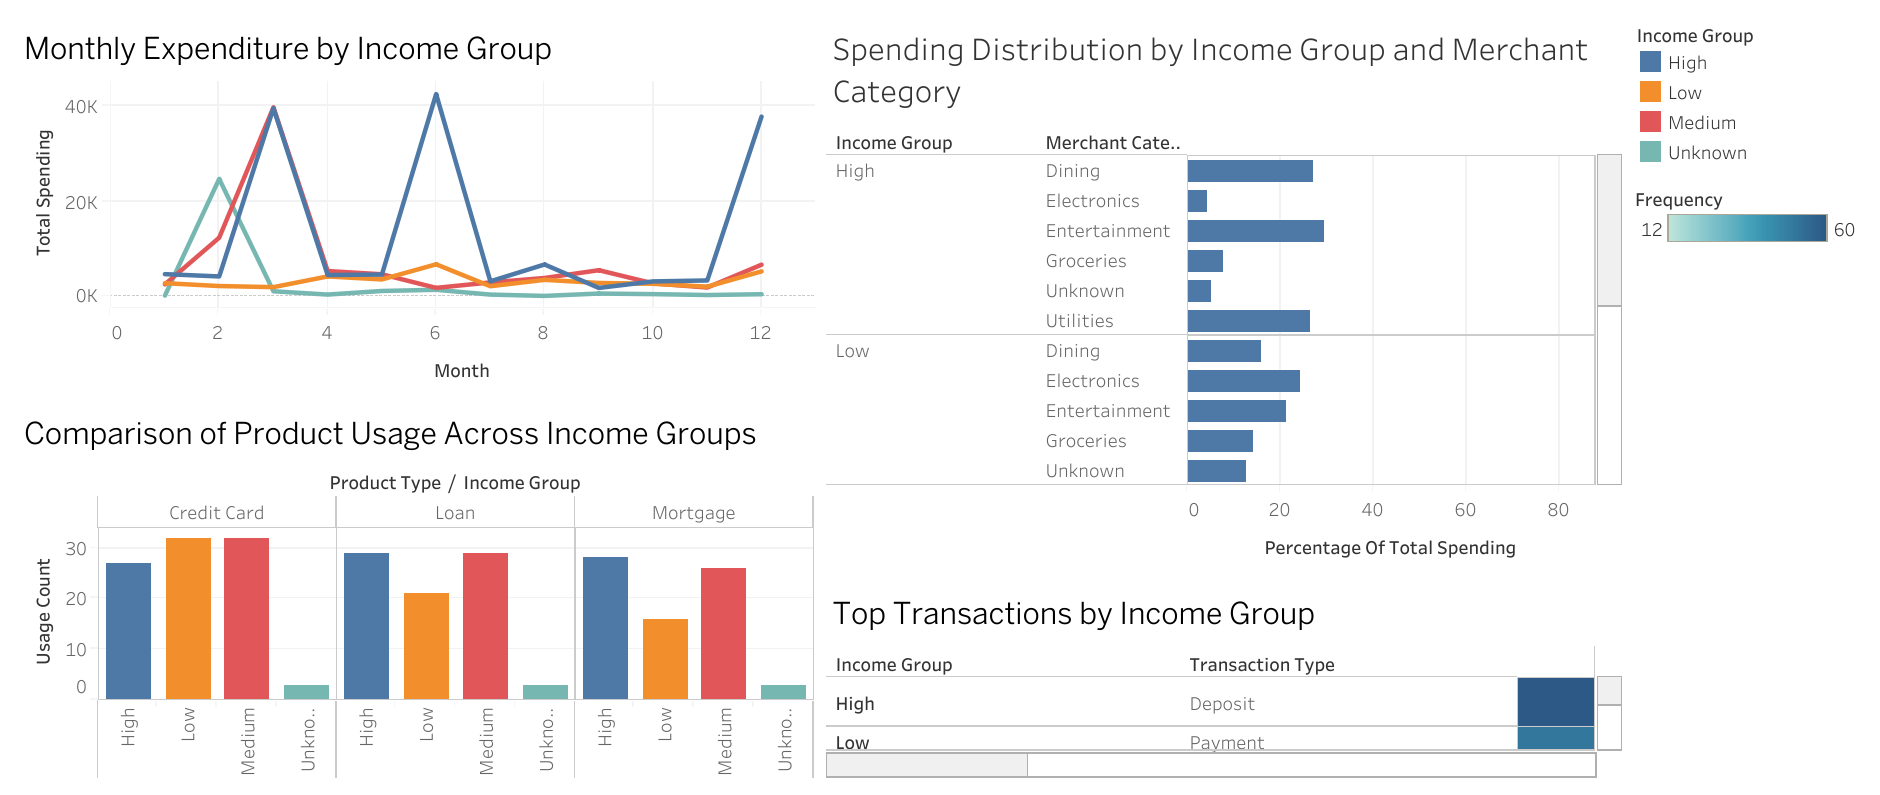 Monthly Expenditure by Income Group
40K
20K
0K
Total Spending
0 2 4 6 8 10 12
Month
Comparison of Product Usage Across Income Groups
Product Type / Income Group
Credit Card Loan Mortgage
30
20
10
0
Usage Count
High Low Medium Unkno.. High Low Medium Unkno.. High Low Medium Unkno..
Spending Distribution by Income Group and Merchant
Category
Income Group Merchant Cate..
High Dining
Electronics
Entertainment
Groceries
Unknown
Utilities
Low Dining
Electronics
Entertainment
Groceries
Unknown
0 20 40 60 80
Percentage Of Total Spending
Top Transactions by Income Group
Income Group Transaction Type
High Deposit
Low Payment
Income Group
High
Low
Medium
Unknown
Frequency
12 60